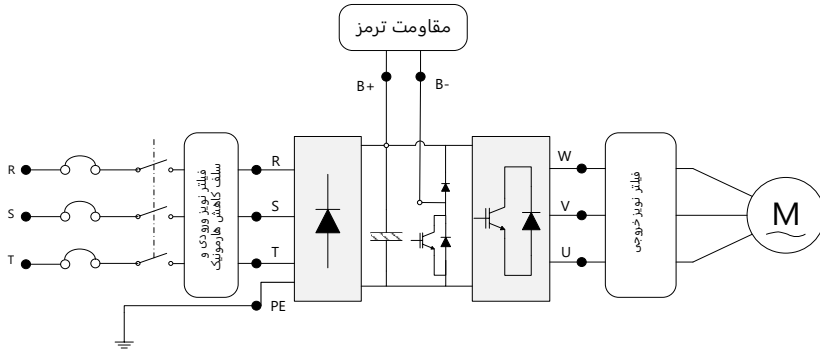 مقاومت ترمز
B+
B-
R
S
T
فیلتر نویز ورودی و
سلف کاهش هارمونیک
R
S
T
PE
W
V
U
فیلتر نویز خروجی
M